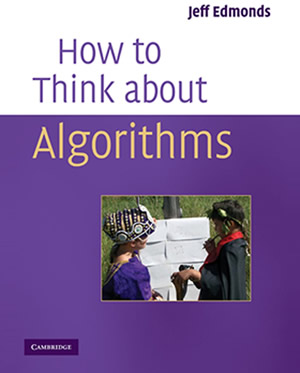 Jeff Edmonds
How to
Think about
Algorithms
CAMBRIDGE